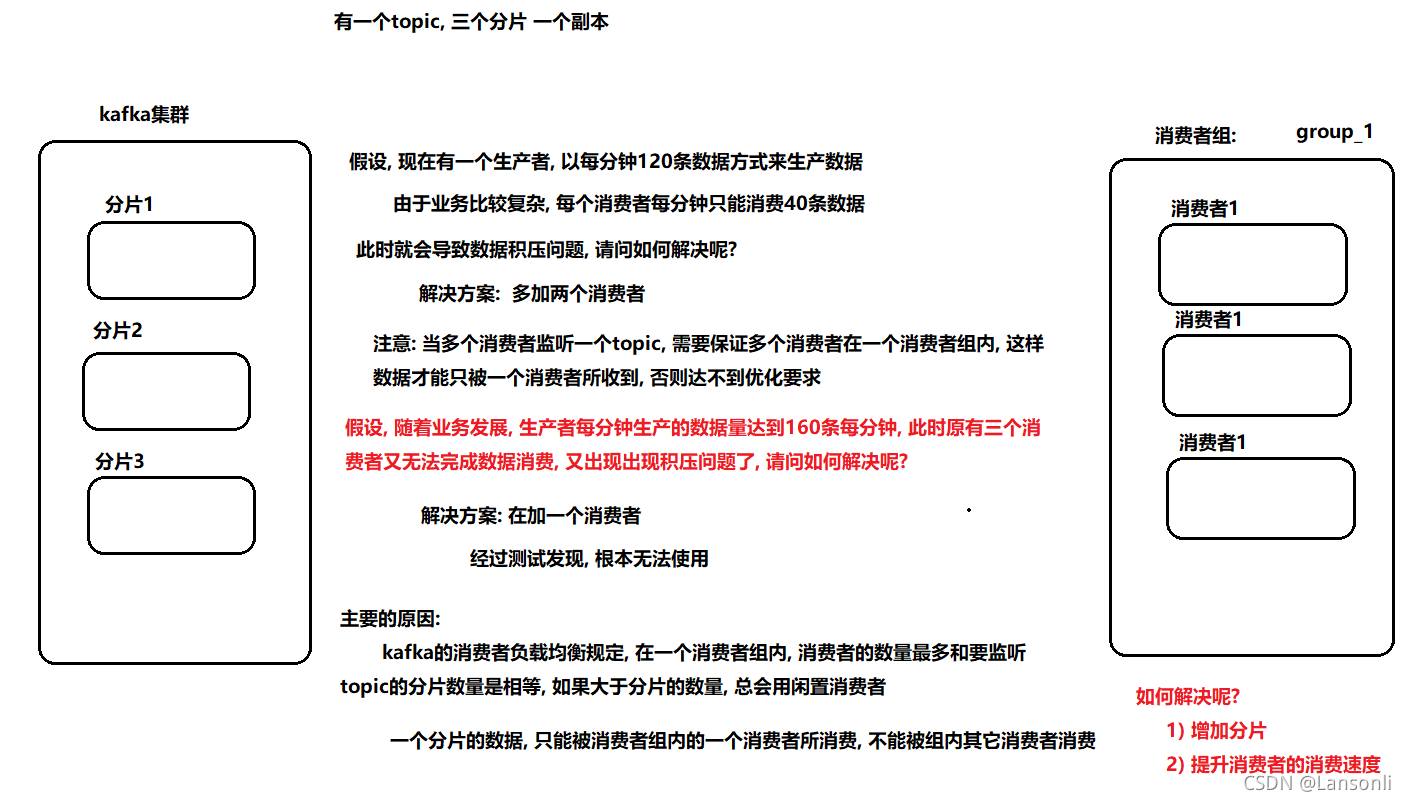 有一个topic, 三个分片 一个副本
kafka集群
分片1
分片2
分片3
假设, 现在有一个生产者, 以每分钟120条数据方式来生产数据
由于业务比较复杂, 每个消费者每分钟只能消费40条数据
此时就会导致数据积压问题, 请问如何解决呢?
解决方案: 多加两个消费者
注意: 当多个消费者监听一个topic, 需要保证多个消费者在一个消费者组内, 这样
数据才能只被一个消费者所收到, 否则达不到优化要求
假设, 随着业务发展, 生产者每分钟生产的数据量达到160条每分钟, 此时原有三个消
费者又无法完成数据消费, 又出现出现积压问题了, 请问如何解决呢?
解决方案: 在加一个消费者
经过测试发现, 根本无法使用
主要的原因:
kafka的消费者负载均衡规定, 在一个消费者组内, 消费者的数量最多和要监听
topic的分片数量是相等, 如果大于分片的数量, 总会用闲置消费者
一个分片的数据, 只能被消费者组内的一个消费者所消费, 不能被组内其它消费者消费
消费者组: group_1
消费者1
消费者1
消费者1
如何解决呢?
1) 增加分片
2) 提升消费者的消费速度
CSDN @Lansonli